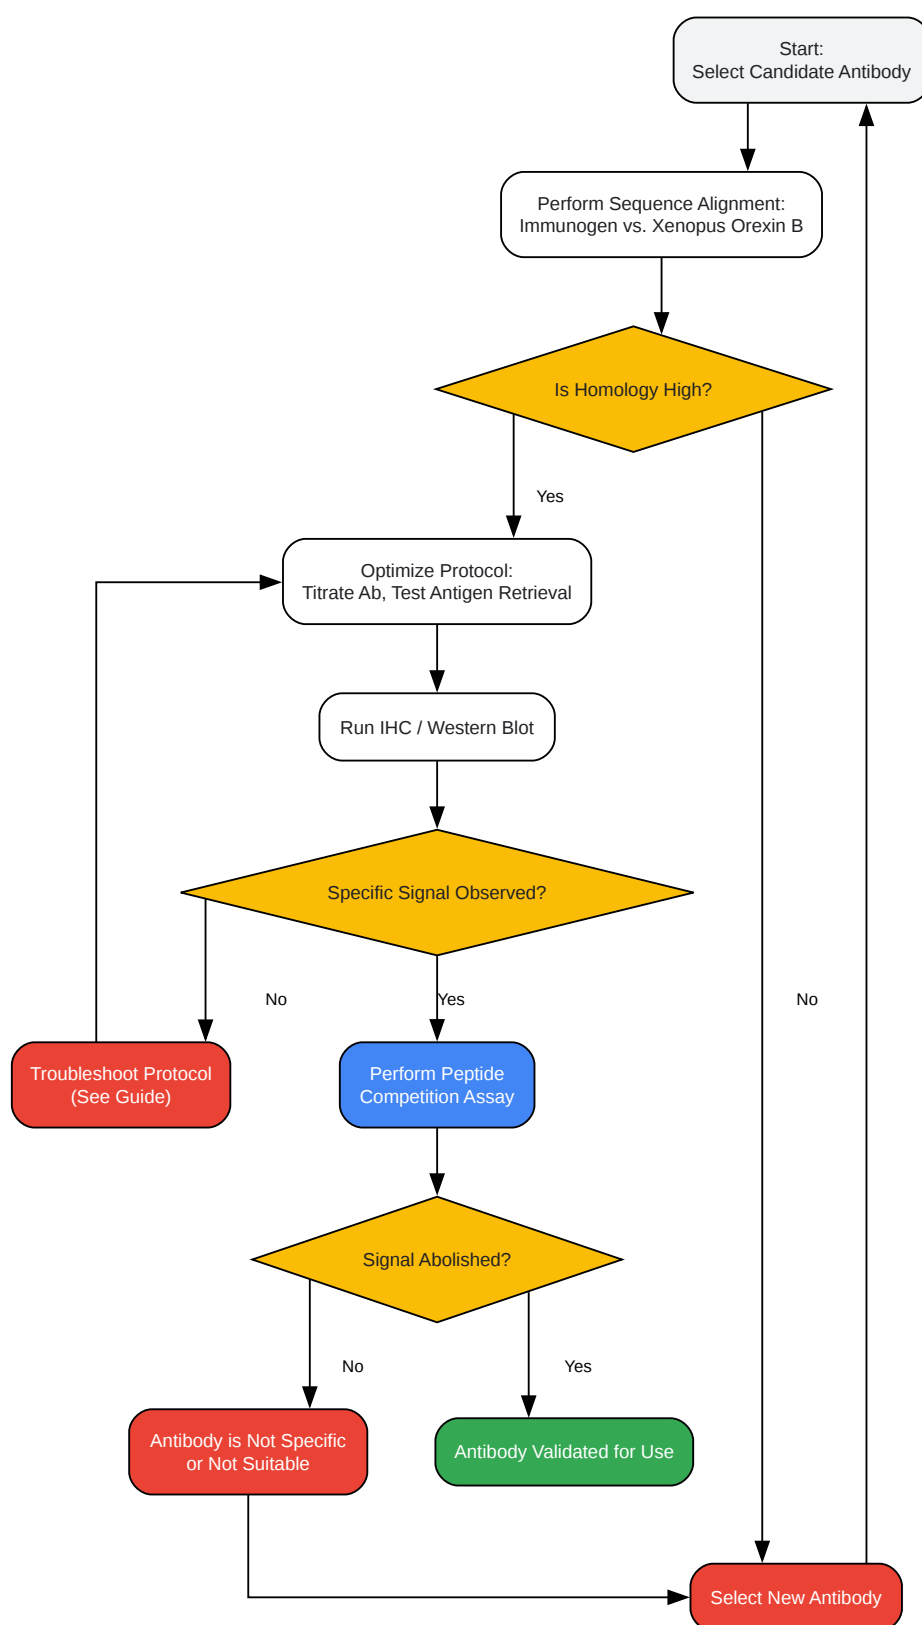 Start:
Select Candidate Antibody
Perform Sequence Alignment:
Immunogen vs. Xenopus Orexin B
Is Homology High?
Yes
Optimize Protocol:
Titrate Ab, Test Antigen Retrieval
Run IHC / Western Blot
Specific Signal Observed?
No
Yes
No
Troubleshoot Protocol
(See Guide)
Perform Peptide
Competition Assay
Signal Abolished?
No
Yes
Antibody is Not Specific
or Not Suitable
Antibody Validated for Use
Select New Antibody